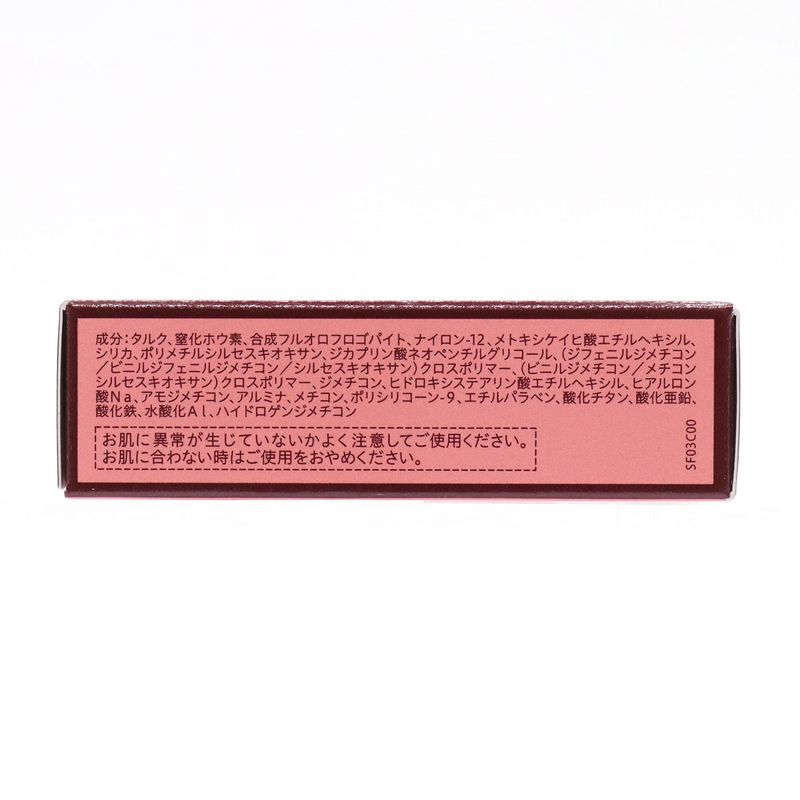 成分：タルク、窒化ホウ素、合成フルオロフロゴパイト、ナイロン-12、メトキシケイヒ酸エチルヘキシル、
シリカ、ポリメチルシルセスキオキサン、ジカプリン酸ネオペンチルグリコール、（ジフェニルジメチコン
／ビニルジフェニルジメチコン／シルセスキオキサン）クロスポリマー、（ビニルジメチコン／メチコン
シルセスキオキサン）クロスポリマー、ジメチコン、ヒドロキシステアリン酸エチルヘキシル、ヒアルロン
酸Na、アモジメチコン、アルミナ、メチコン、ポリシリコーン-9、エチルパラベン、酸化チタン、酸化亜鉛、
酸化鉄、水酸化Aℓ、ハイドロゲンジメチコン
お肌に異常が生じていないかよく注意してご使用ください。
お肌に合わない時はご使用をおやめください。
SF03C00